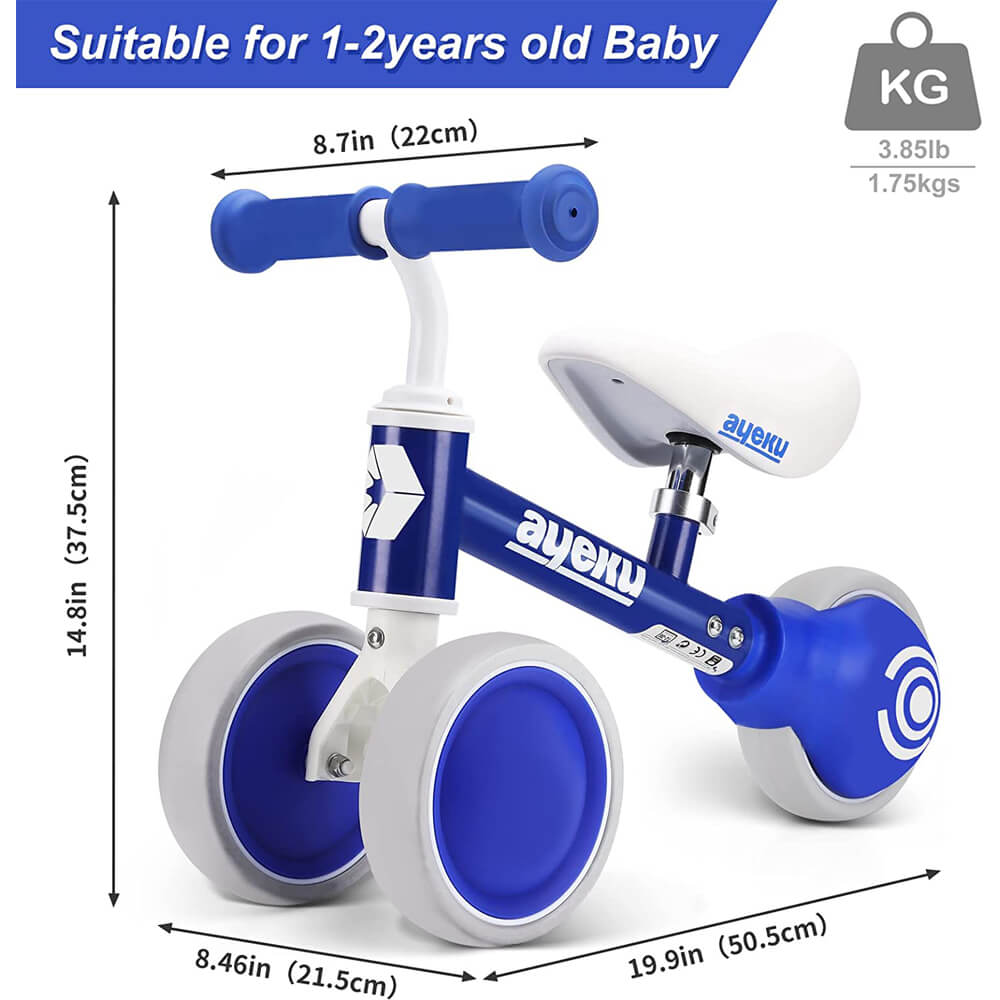 Suitable for 1-2years old Baby
KG
3.85lb
1.75kgs
8.7in（22cm）
14.8in（37.5cm）
ayeku
ayeku
CE
8.46in（21.5cm）
19.9in（50.5cm）